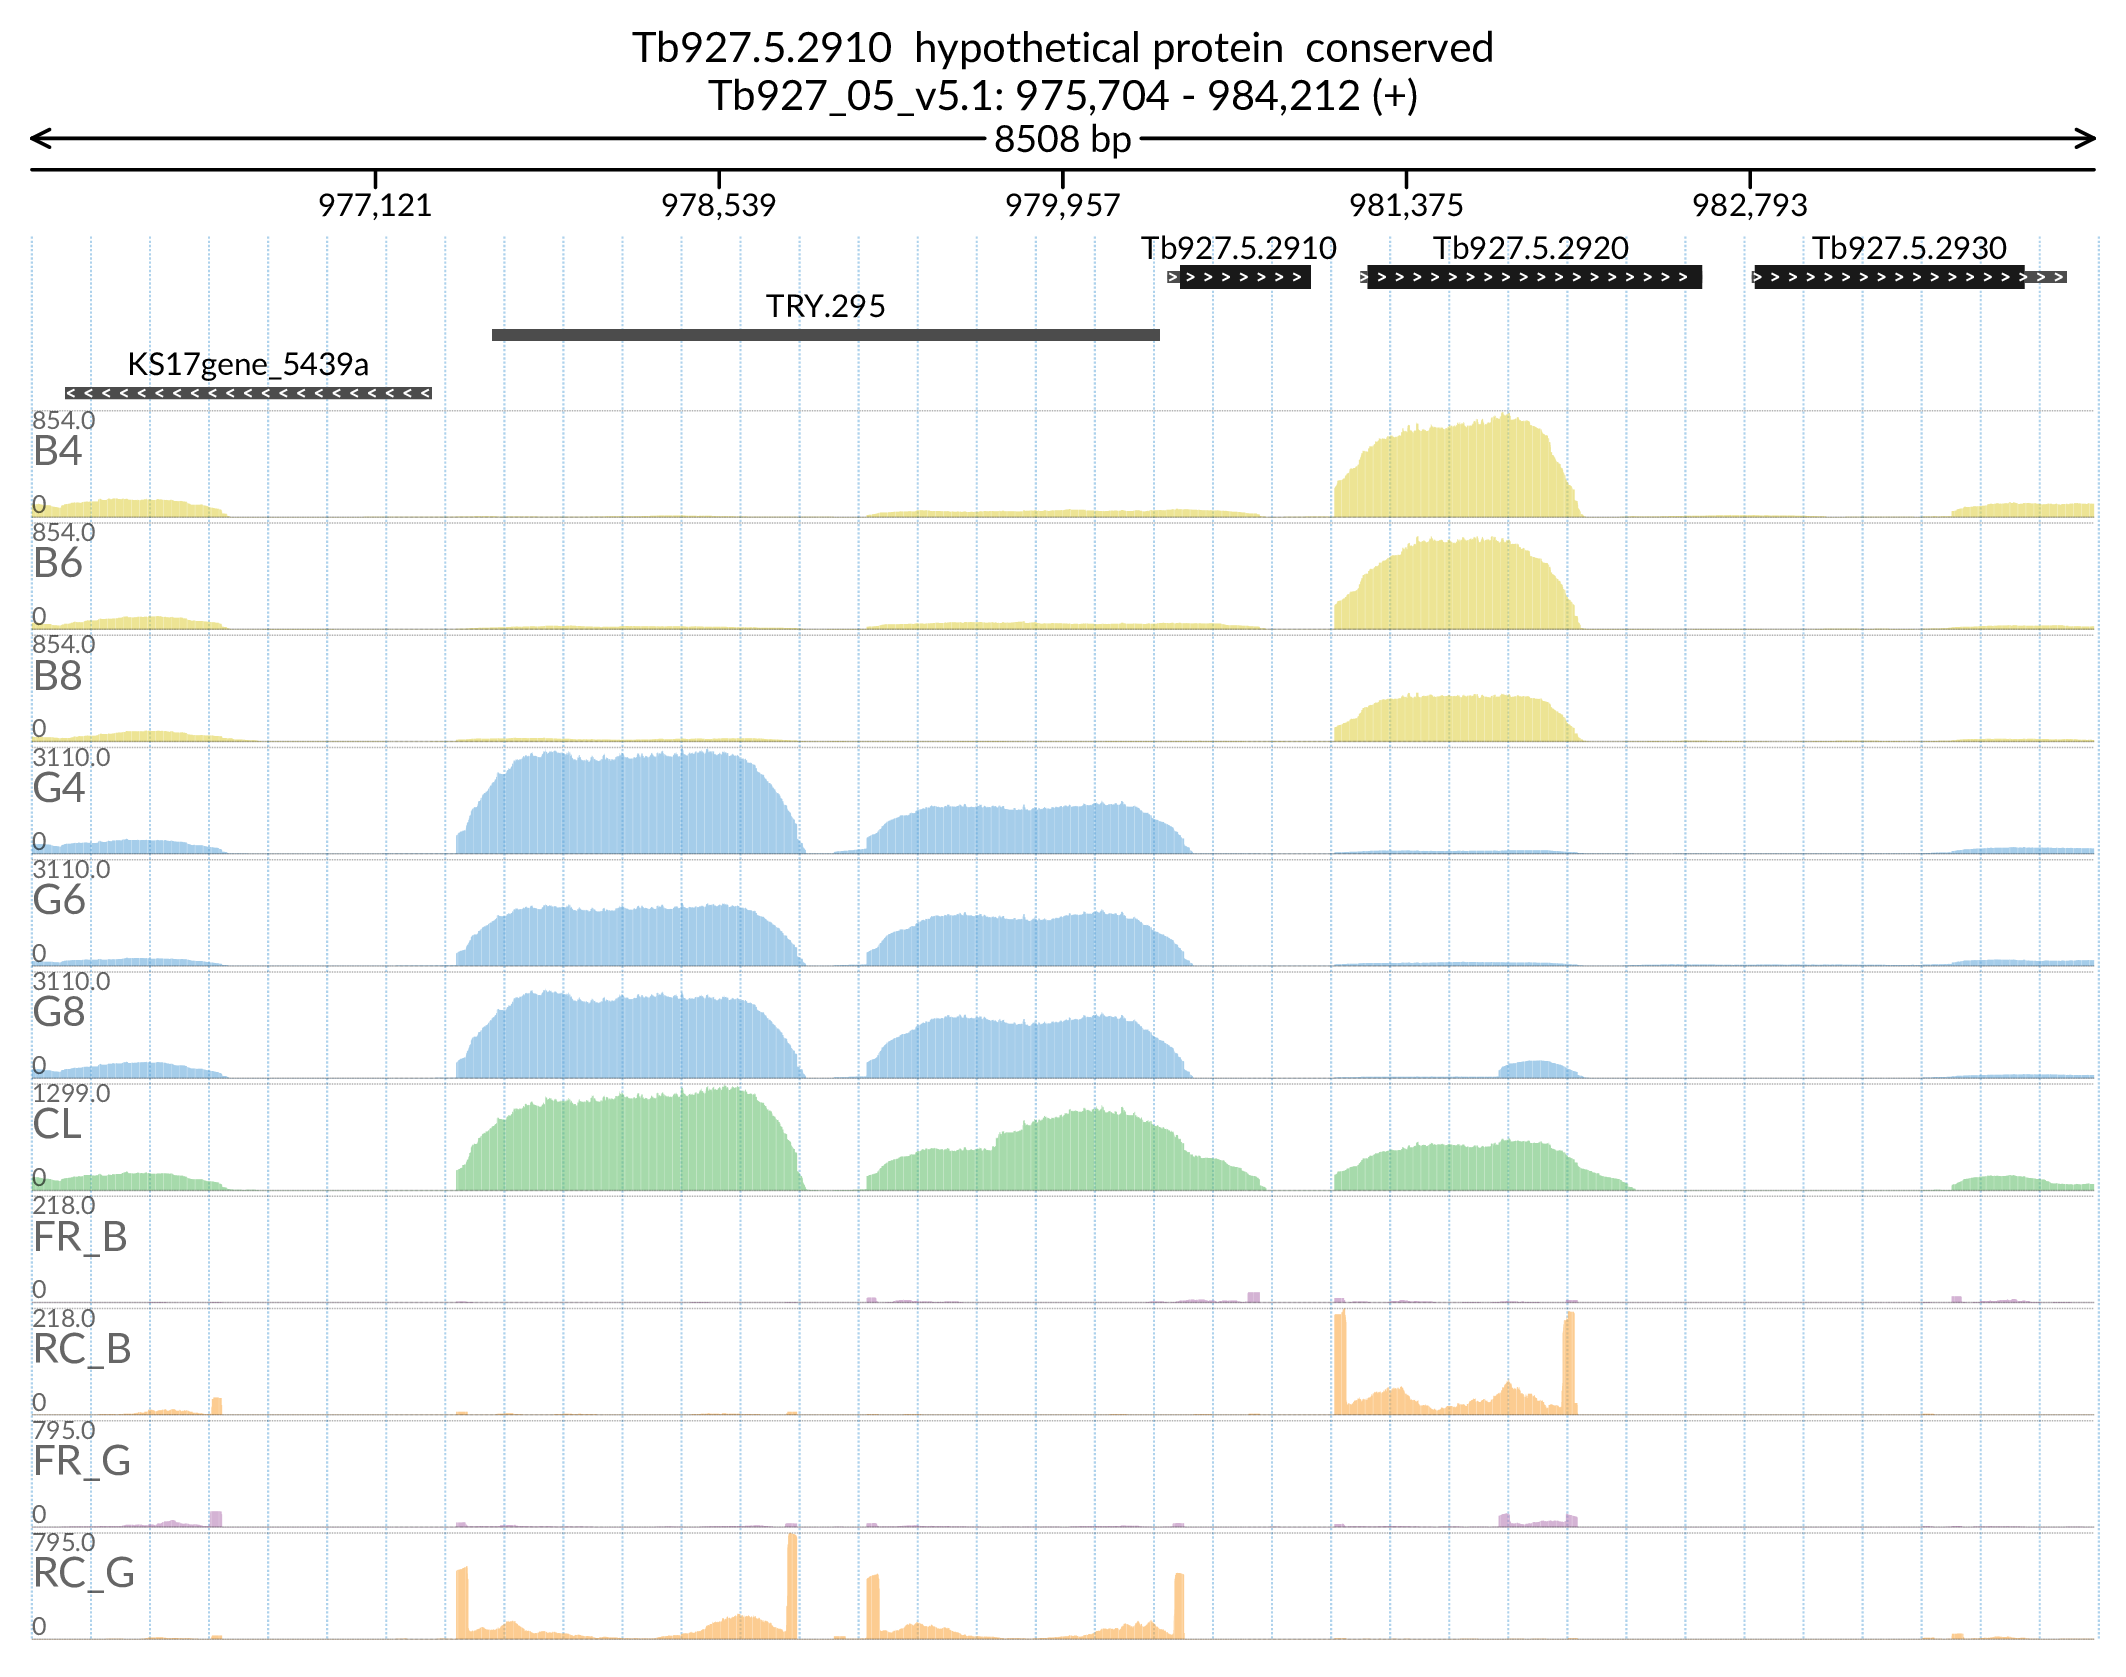 Tb927.5.2910  hypothetical protein  conserved
Tb927_05_v5.1: 975,704 - 984,212 (+)
8508 bp
977,121 978,539 979,957 981,375 982,793
Tb927.5.2910 Tb927.5.2920 Tb927.5.2930
TRY.295
KS17gene_5439a
854.0
B4
0
854.0
B6
0
854.0
B8
0
3110.0
G4
0
3110.0
G6
0
3110.0
G8
0
1299.0
CL
0
218.0
FR_B
0
218.0
RC_B
0
795.0
FR_G
0
795.0
RC_G
0